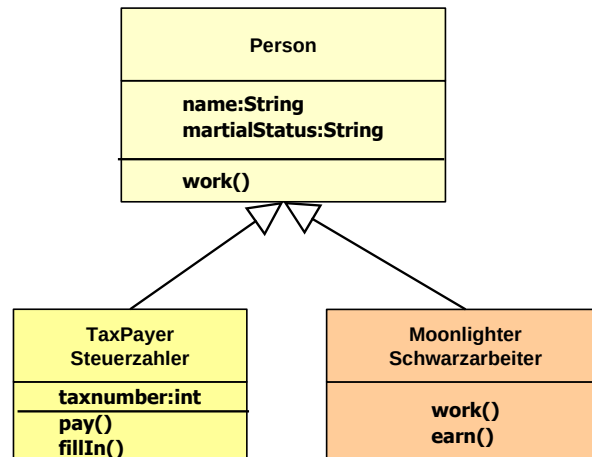 Person
name:String
martialStatus:String
work()
TaxPayer
Steuerzahler
taxnumber:int
pay()
fillIn()
Moonlighter
Schwarzarbeiter
work()
earn()